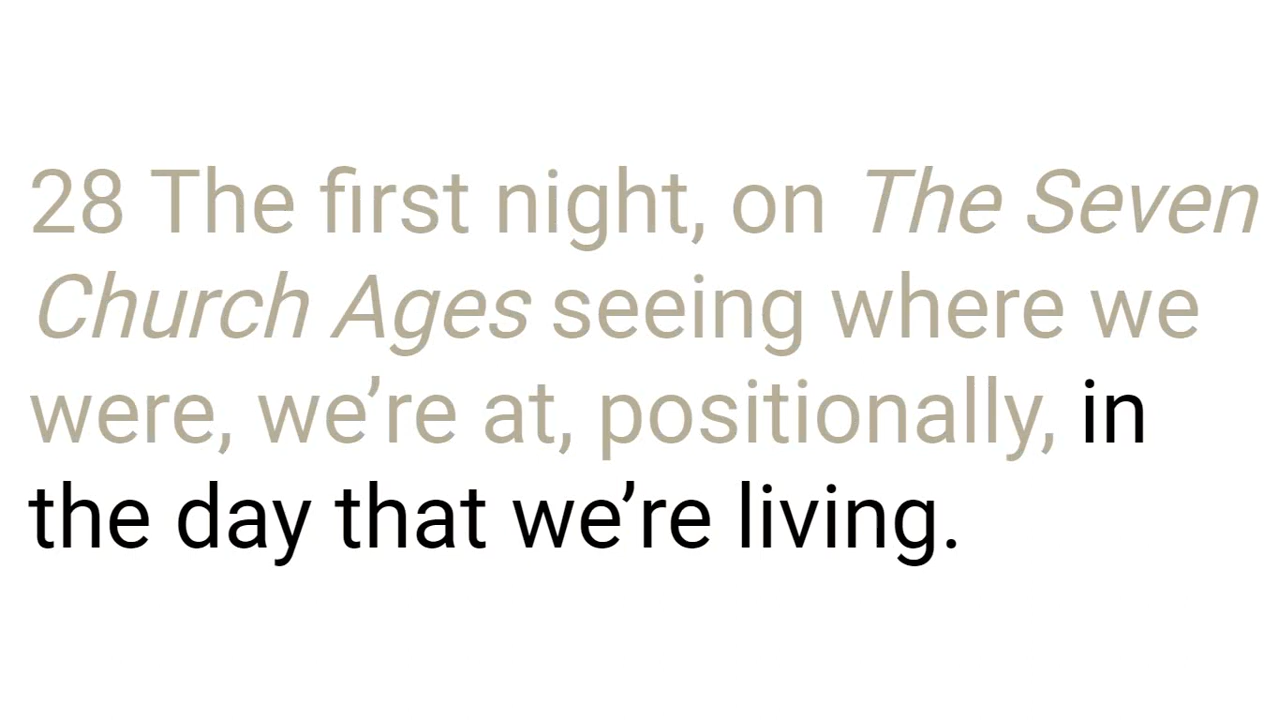 28 The first night, on The Seven
Church Ages seeing where we
were, we’re at, positionally, in
the day that we’re living.